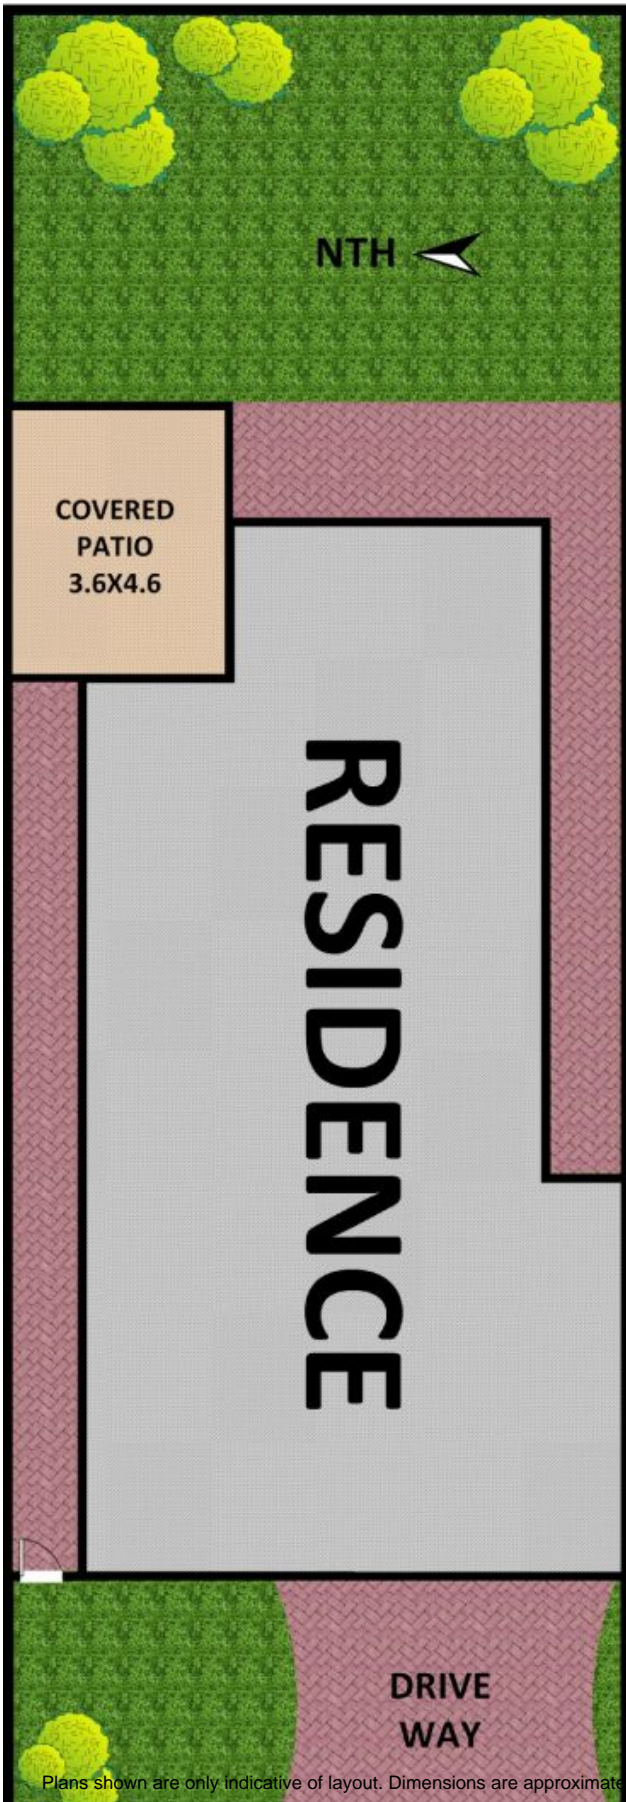 NTH
COVERED
PATIO
3.6X4.6
RESIDENCE
DRIVE
WAY
Plans shown are only indicative of layout. Dimensions are approximate